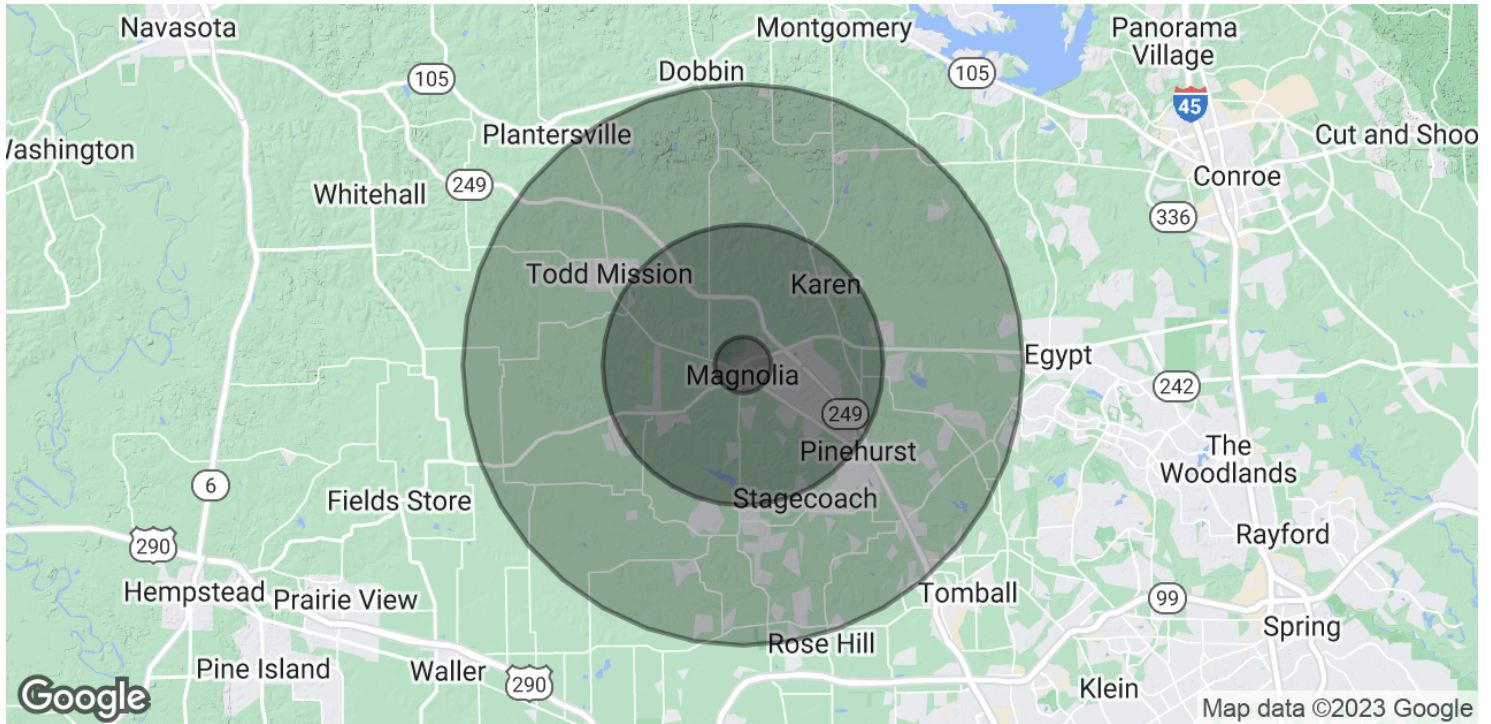 Navasota
Montgomery
Panorama
Village
Dobbin
105
105
45
Plantersville
Cut and Shoo
Washington
Conroe
249
Whitehall
336
Todd Mission
Karen
Egypt
Magnolia
242
249
Pinehurst
The
Woodlands
6
Fields Store
Stagecoach
Rayford
290
Hempstead
Prairie View
Tomball
99
Spring
Rose Hill
Pine Island
Waller
290
Klein
Google
Map data ©2023 Google